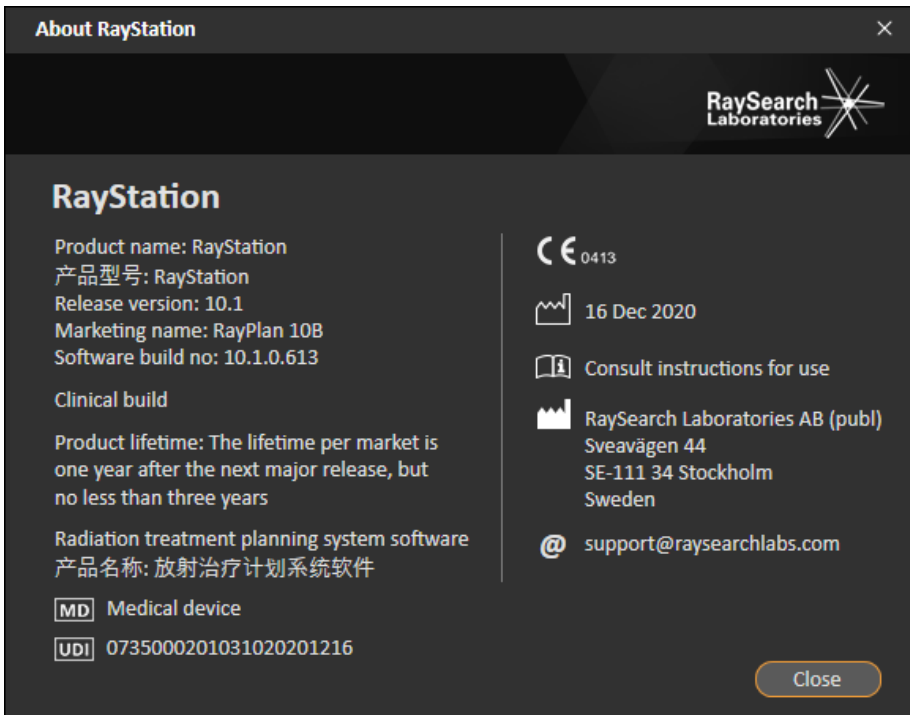 About RayStation
RaySearch
Laboratories
RayStation
Product name: RayStation
产品型号: RayStation
Release version: 10.1
Marketing name: RayPlan 10B
Software build no: 10.1.0.613
Clinical build
Product lifetime: The lifetime per market is
one year after the next major release, but
no less than three years
Radiation treatment planning system software
产品名称: 放射治疗计划系统软件
MD Medical device
UDI 0735000201031020201216
CE 0413
16 Dec 2020
Consult instructions for use
RaySearch Laboratories AB (publ)
Sveavägen 44
SE-111 34 Stockholm
Sweden
@ support@raysearchlabs.com
Close